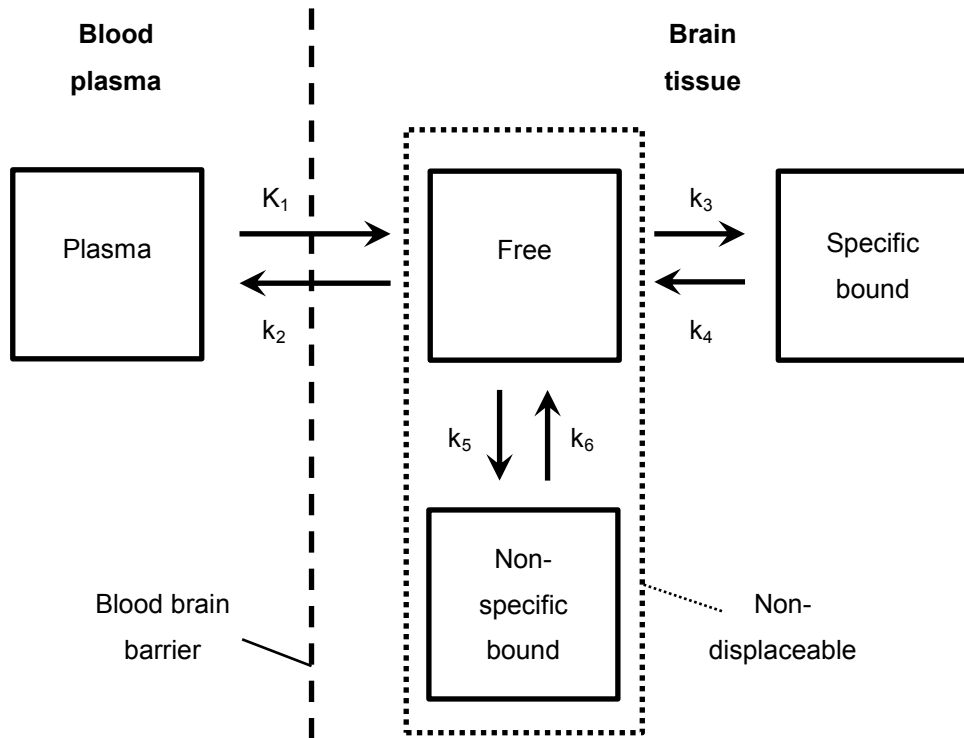 Blood
plasma
Brain
tissue
Plasma
K₁
k₂
Free
k₃
k₄
Specific
bound
k₅
k₆
Non-
specific
bound
Blood brain
barrier
Non-
displaceable